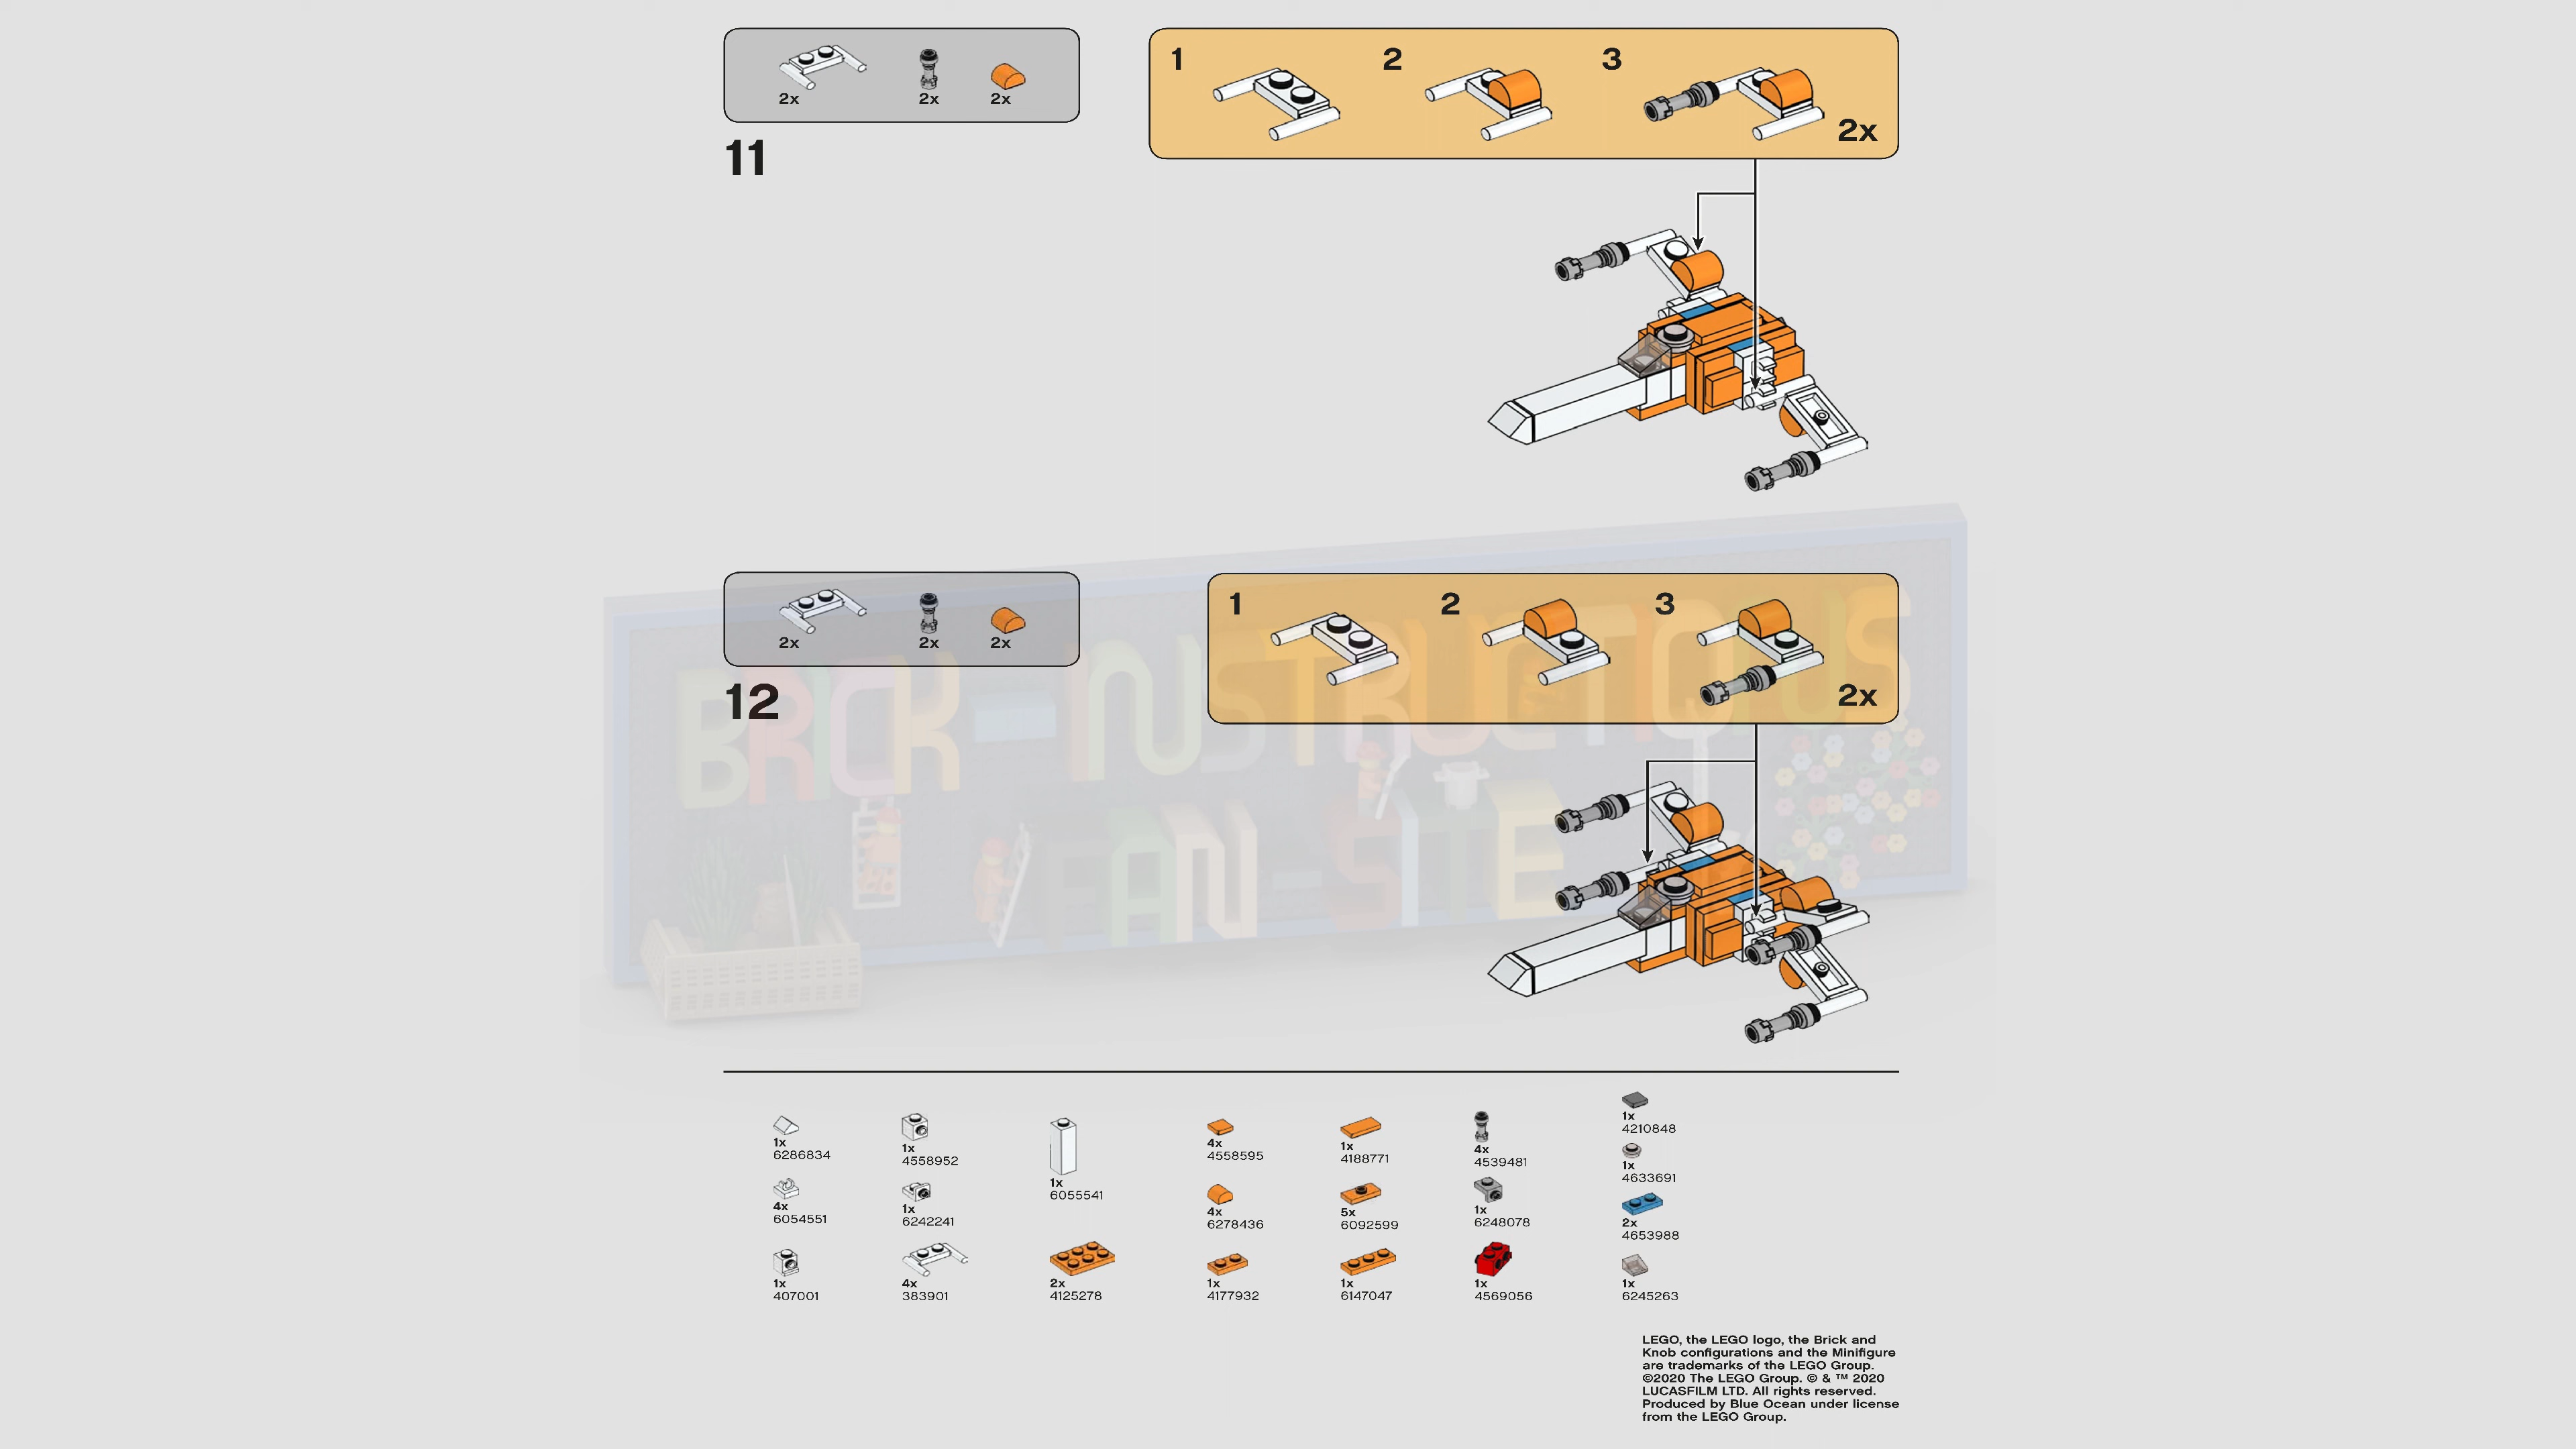 2x 2x 2x
11
1 2 3
2x
2x 2x 2x
12
1 2 3
2x
BRICK-INSTRUCTIONS
FAN-SITE
1x
6286834
4x
6054551
1x
407001
1x
4558952
1x
6242241
4x
383901
1x
6055541
2x
4125278
4x
4558595
4x
6278436
1x
4177932
1x
4188771
5x
6092599
1x
6147047
4x
4539481
1x
6248078
1x
4569056
1x
4210848
1x
4633691
2x
4653988
1x
6245263
LEGO, the LEGO logo, the Brick and
Knob configurations and the Minifigure
are trademarks of the LEGO Group.
©2020 The LEGO Group. © & ™ 2020
LUCASFILM LTD. All rights reserved.
Produced by Blue Ocean under license
from the LEGO Group.